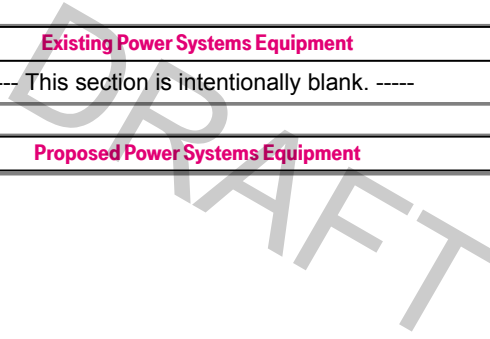 Existing Power Systems Equipment
-- This section is intentionally blank. -----
Proposed Power Systems Equipment
DRAFT